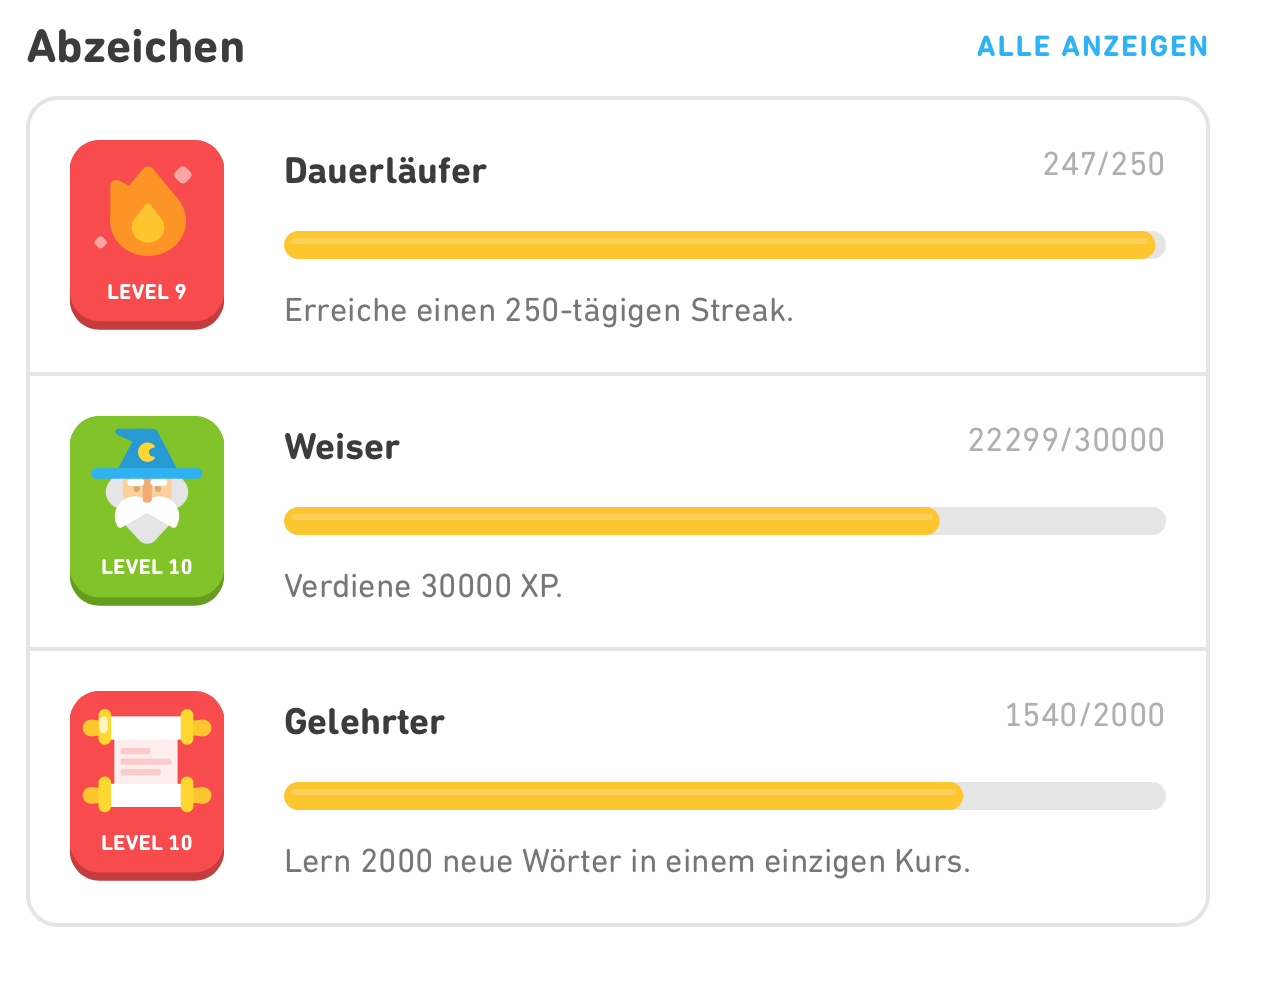 Abzeichen
ALLE ANZEIGEN
Dauerläufer
247/250
LEVEL 9
Erreiche einen 250-tägigen Streak.
Weiser
22299/30000
LEVEL 10
Verdiene 30000 XP.
Gelehrter
1540/2000
LEVEL 10
Lern 2000 neue Wörter in einem einzigen Kurs.